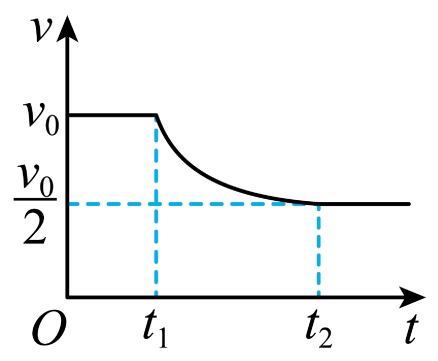 v
v₀
v₀/2
O
t₁
t₂
t